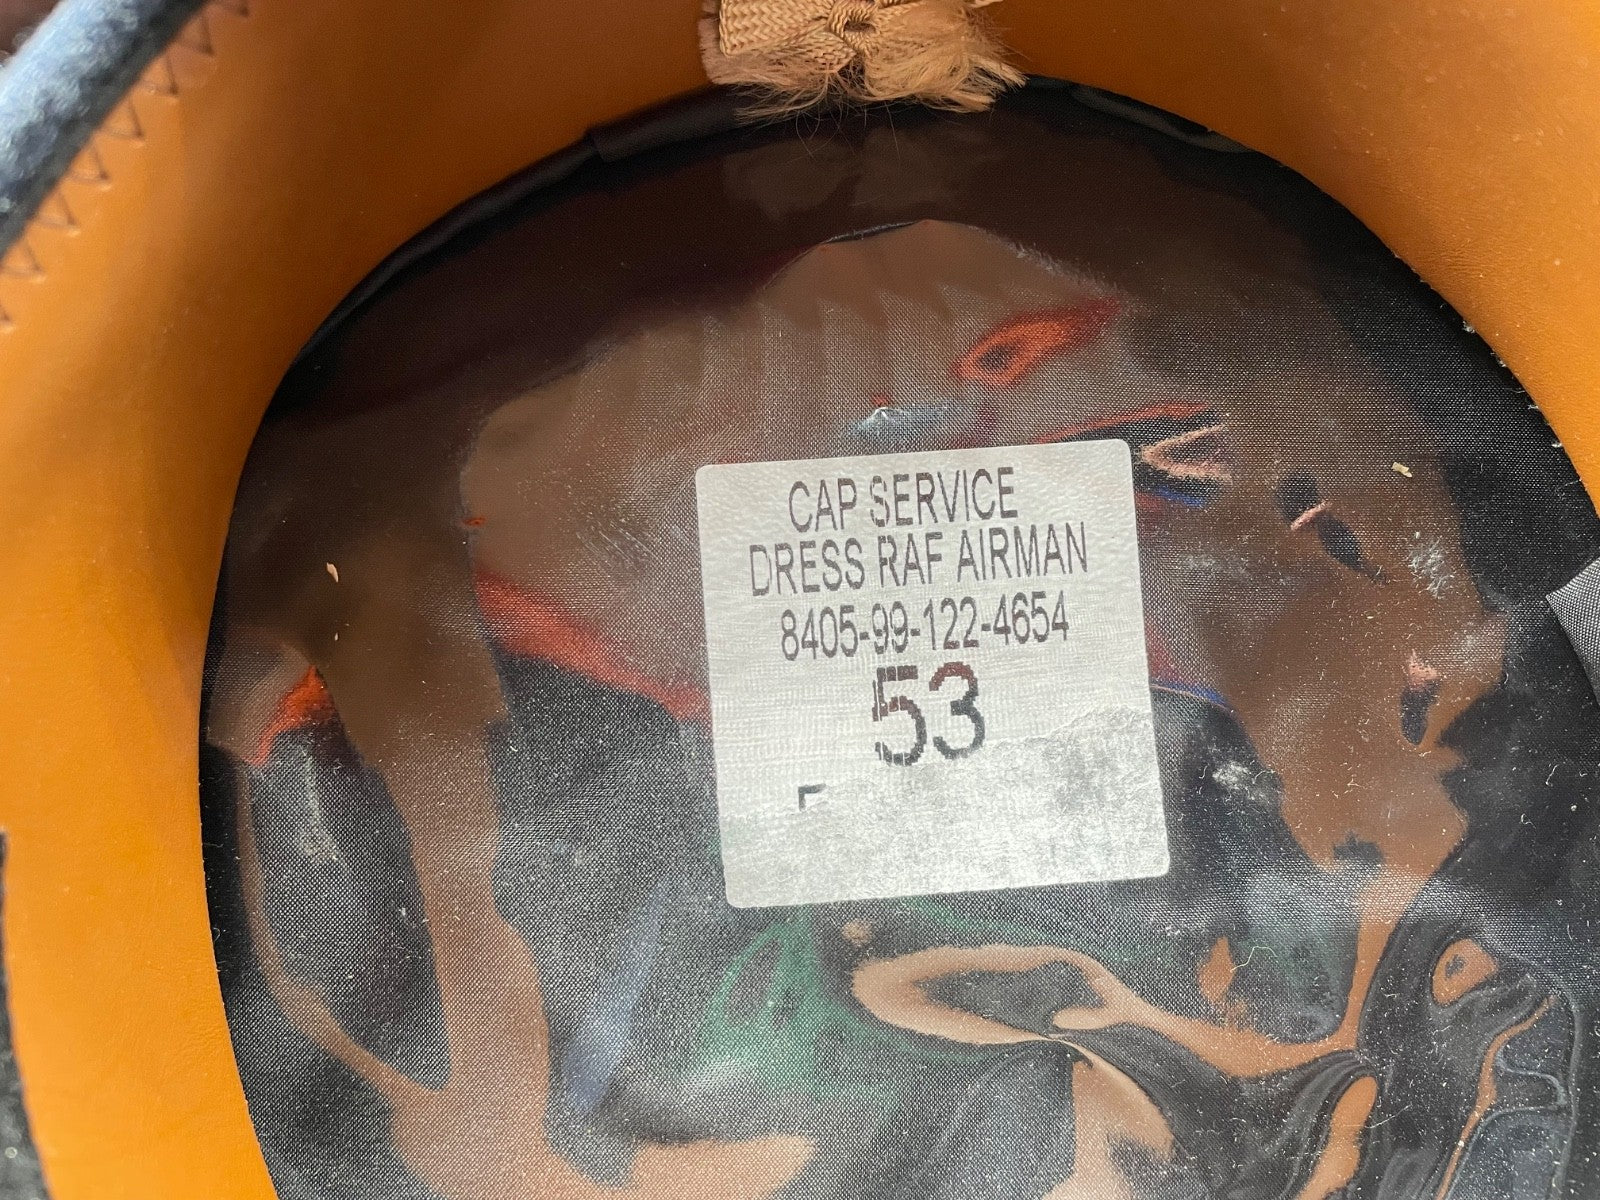 CAP SERVICE
DRESS RAF AIRMAN
8405-99-122-4654
53